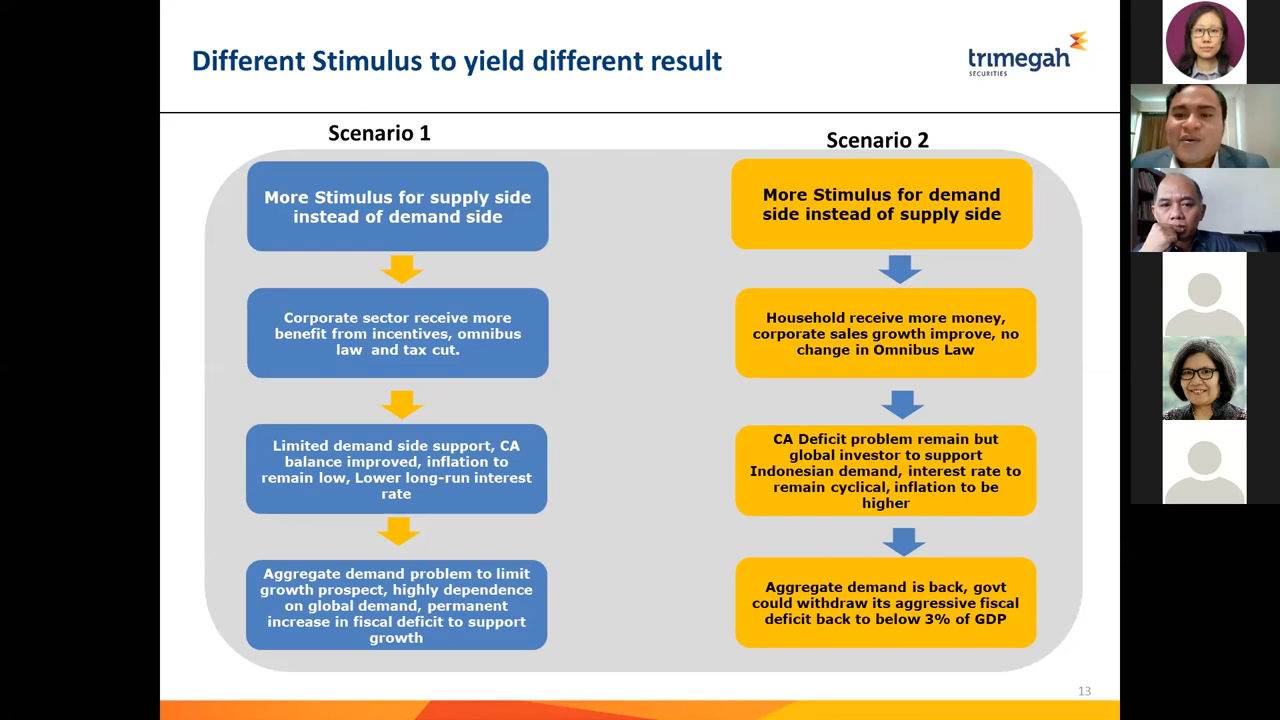 Different Stimulus to yield different result
trimegah
SECURITIES
Scenario 1
More Stimulus for supply side
instead of demand side
Corporate sector receive more
benefit from incentives, omnibus
law and tax cut.
Limited demand side support, CA
balance improved, inflation to
remain low, Lower long-run interest
rate
Aggregate demand problem to limit
growth prospect, highly dependence
on global demand, permanent
increase in fiscal deficit to support
growth
Scenario 2
More Stimulus for demand
side instead of supply side
Household receive more money,
corporate sales growth improve, no
change in Omnibus Law
CA Deficit problem remain but
global investor to support
Indonesian demand, interest rate to
remain cyclical, inflation to be
higher
Aggregate demand is back, govt
could withdraw its aggressive fiscal
deficit back to below 3% of GDP
13